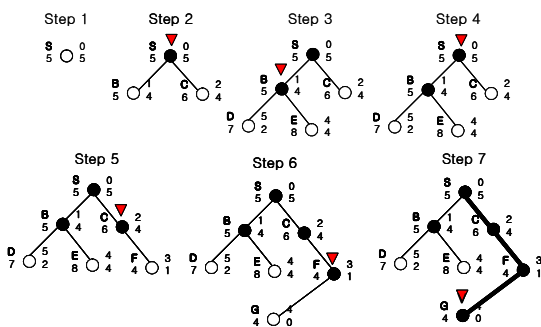 Step 1
S 0
5 5
Step 2
S 0
5 5
B 1 C 2
5 4 6 4
Step 3
S 0
5 5
B 1 C 2
5 4 6 4
D 5 E 4
7 2 8 4
Step 4
S 0
5 5
B 1 C 2
5 4 6 4
D 5 E 4
7 2 8 4
Step 5
S 0
5 5
B 1 C 2
5 4 6 4
D 5 E 4 F 3
7 2 8 4 4 1
Step 6
S 0
5 5
B 1 C 2
5 4 6 4
D 5 E 4 F 3
7 2 8 4 4 1
G 4
4 0
Step 7
S 0
5 5
B 1 C 2
5 4 6 4
D 5 E 4 F 3
7 2 8 4 4 1
G 4
4 0